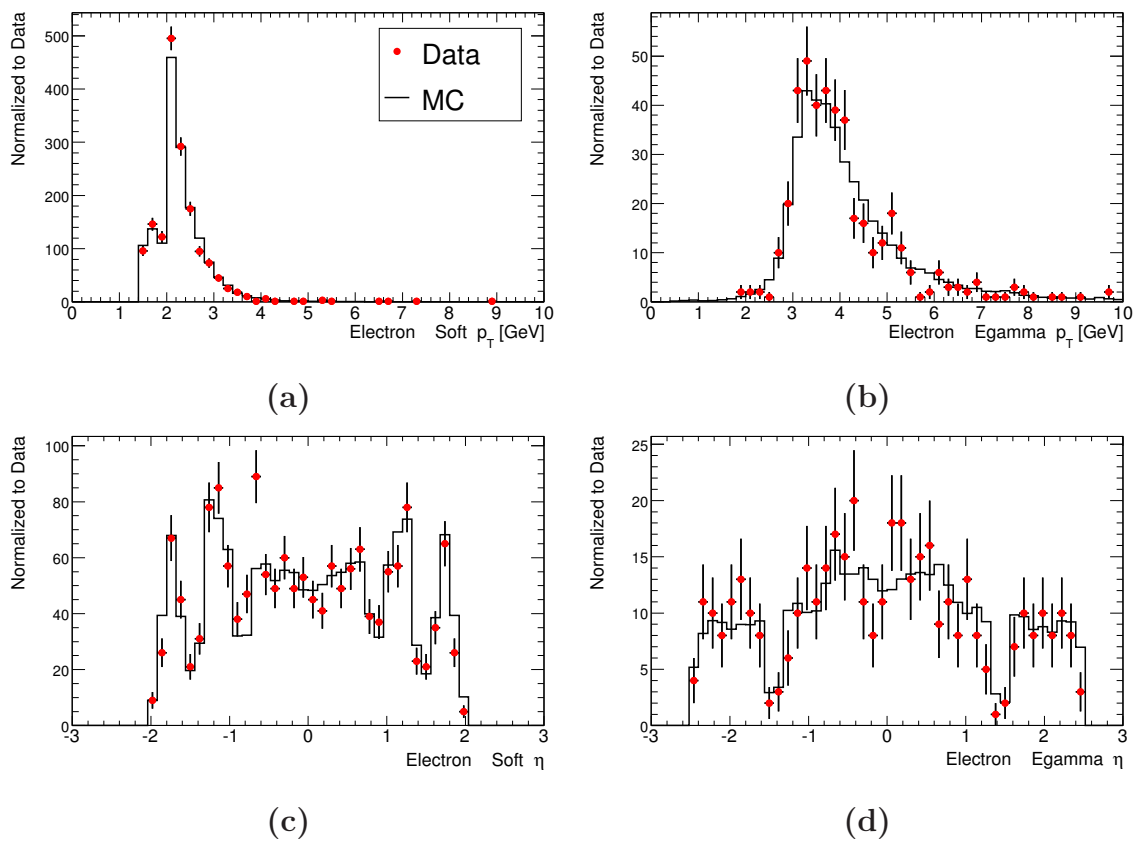 Normalized to Data
500
400
300
200
100
0
0 1 2 3 4 5 6 7 8 9 10
Electron Soft p_T [GeV]
Data
MC
(a)
Normalized to Data
50
40
30
20
10
0
0 1 2 3 4 5 6 7 8 9 10
Electron Egamma p_T [GeV]
(b)
Normalized to Data
100
80
60
40
20
0
-3 -2 -1 0 1 2 3
Electron Soft η
(c)
Normalized to Data
25
20
15
10
5
0
-3 -2 -1 0 1 2 3
Electron Egamma η
(d)